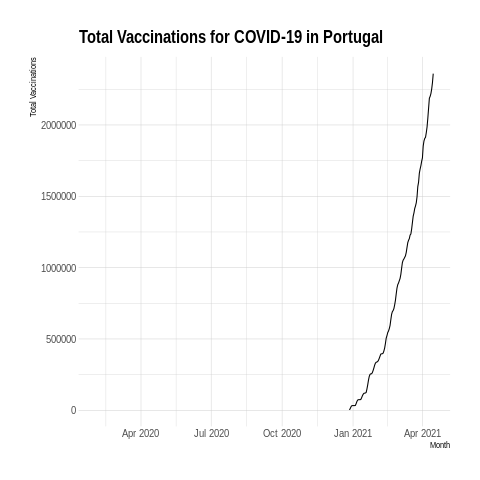 Total Vaccinations for COVID-19 in Portugal
Total Vaccinations
2000000
1500000
1000000
500000
0
Apr 2020 Jul 2020 Oct 2020 Jan 2021 Apr 2021
Month